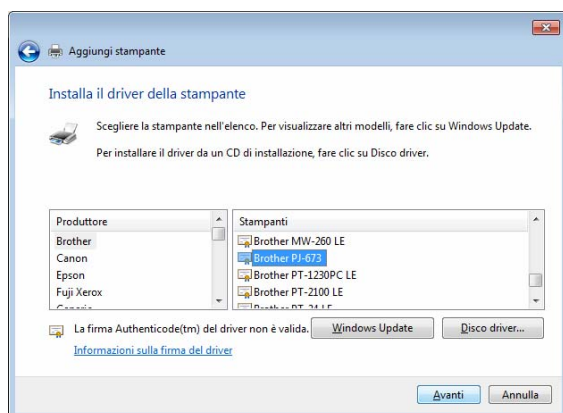 Aggiungi stampante
Installa il driver della stampante
Scegliere la stampante nell'elenco. Per visualizzare altri modelli, fare clic su Windows Update.
Per installare il driver da un CD di installazione, fare clic su Disco driver.
Produttore
Brother
Canon
Epson
Fuji Xerox
Stampanti
Brother MW-260 LE
Brother PJ-673
Brother PT-1230PC LE
Brother PT-2100 LE
La firma Authenticode(tm) del driver non è valida.
Windows Update
Disco driver...
Informazioni sulla firma del driver
Avanti
Annulla